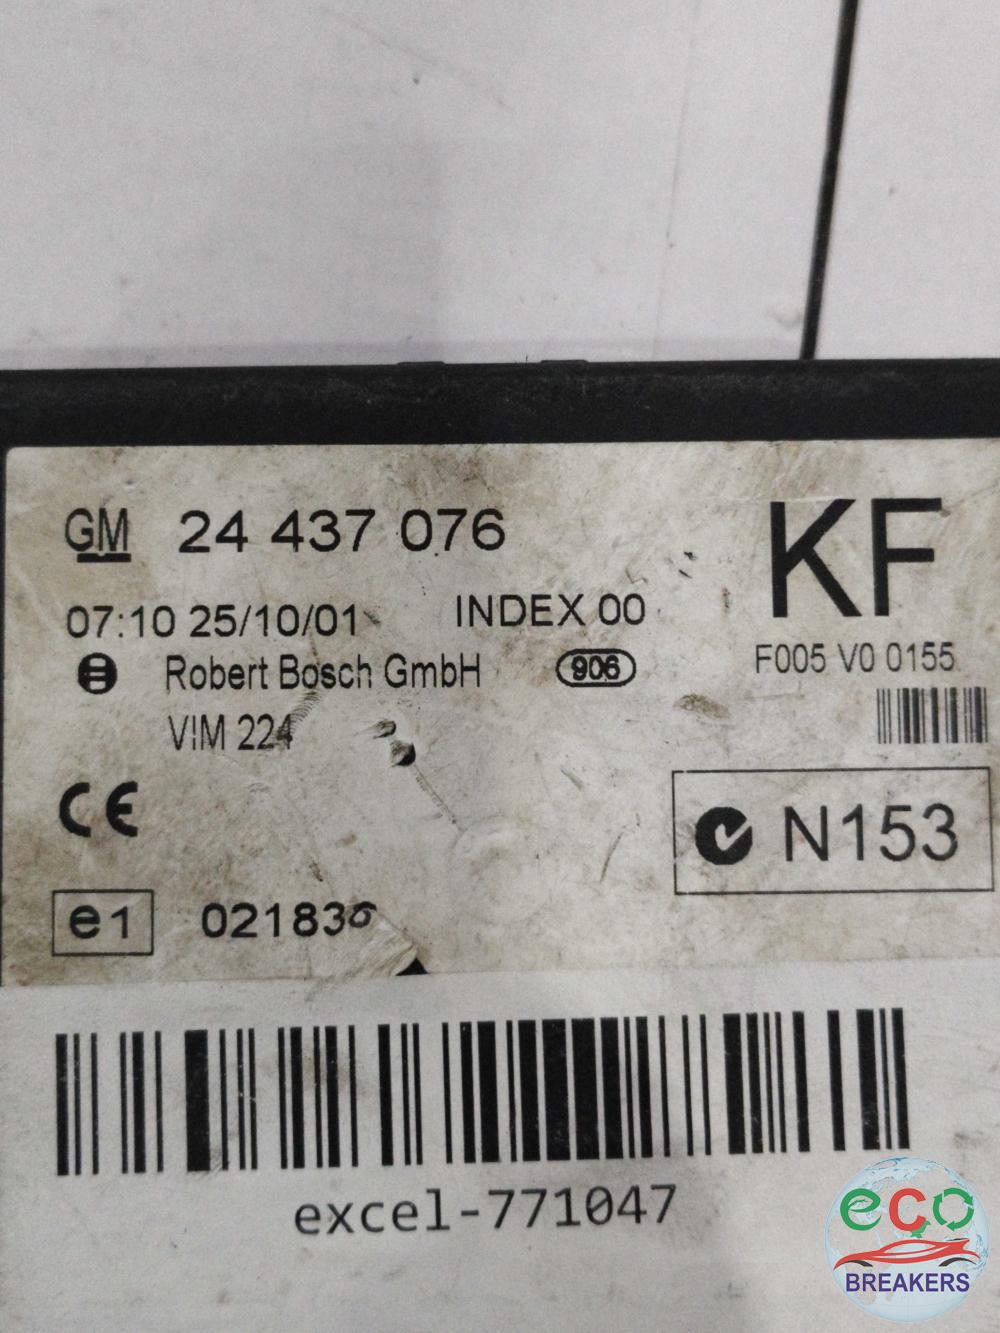 GM 24 437 076
KF
07:10 25/10/01 INDEX 00
Robert Bosch GmbH 906
F005 V0 0155
VIM 224
CE
N153
e1 021836
excel-771047
eco
BREAKERS